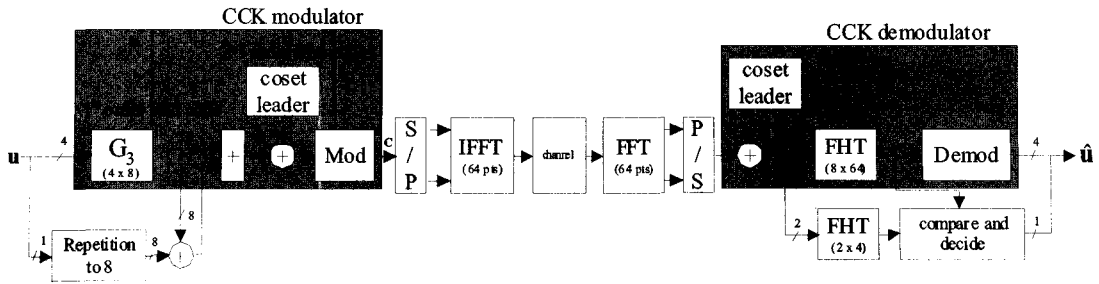 CCK modulator
CCK demodulator
coset
leader
coset
leader
u
4
G3
(4 x 8)
+
+
Mod
c
S
/
P
IFFT
(64 pts)
channel
FFT
(64 pts)
P
/
S
+
FHT
(8 x 64)
Demod
4
û
8
1
Repetition
to 8
8
+
2
FHT
(2 x 4)
compare and
decide
1